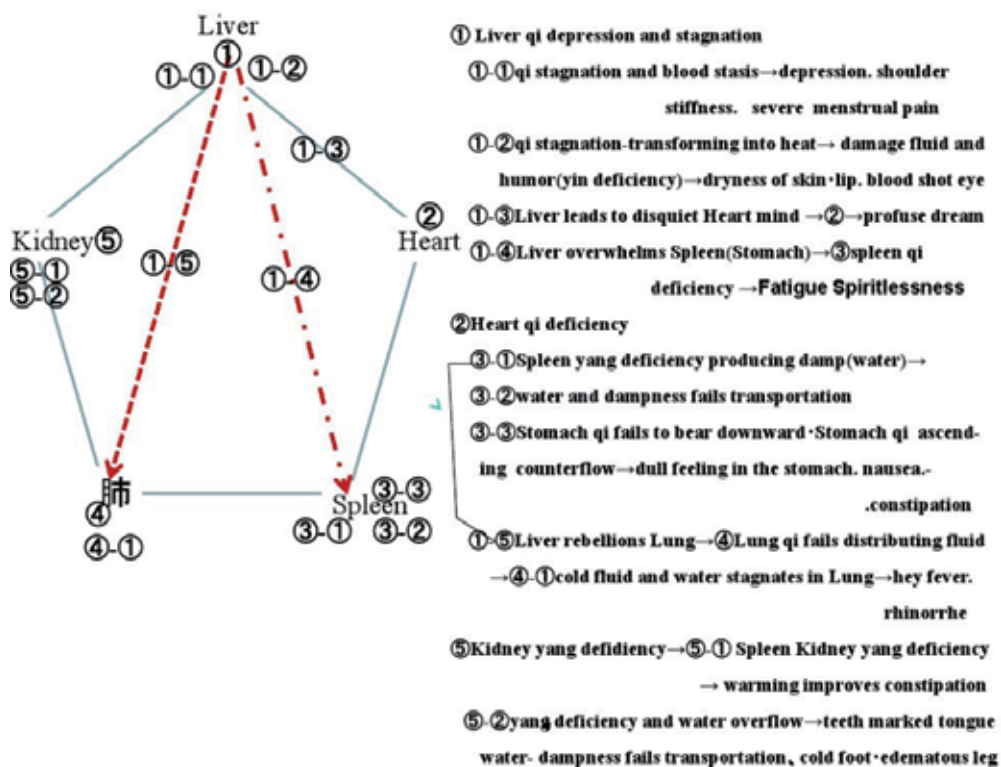 Liver
①
①-① ①-②
①-③
②
Kidney⑤ Heart
⑤-①
⑤-②
①-⑤
①-④
肺
④
④-①
Spleen
③-③
③-① ③-②
① Liver qi depression and stagnation
①-①qi stagnation and blood stasis→depression. shoulder
stiffness. severe menstrual pain
①-②qi stagnation-transforming into heat→ damage fluid and
humor(yin deficiency)→dryness of skin・lip. blood shot eye
①-③Liver leads to disquiet Heart mind →②→profuse dream
①-④Liver overwhelms Spleen(Stomach)→③spleen qi
deficiency →Fatigue Spiritlessness
②Heart qi deficiency
③-①Spleen yang deficiency producing damp(water)→
③-②water and dampness fails transportation
③-③Stomach qi fails to bear downward・Stomach qi ascend-
ing counterflow→dull feeling in the stomach. nausea.-
.constipation
①-⑤Liver rebellions Lung→④Lung qi fails distributing fluid
→④-①cold fluid and water stagnates in Lung→hey fever.
rhinorrhe
⑤Kidney yang defidiency→⑤-① Spleen Kidney yang deficiency
→ warming improves constipation
⑤-②yang deficiency and water overflow→teeth marked tongue
water- dampness fails transportation、cold foot・edematous leg